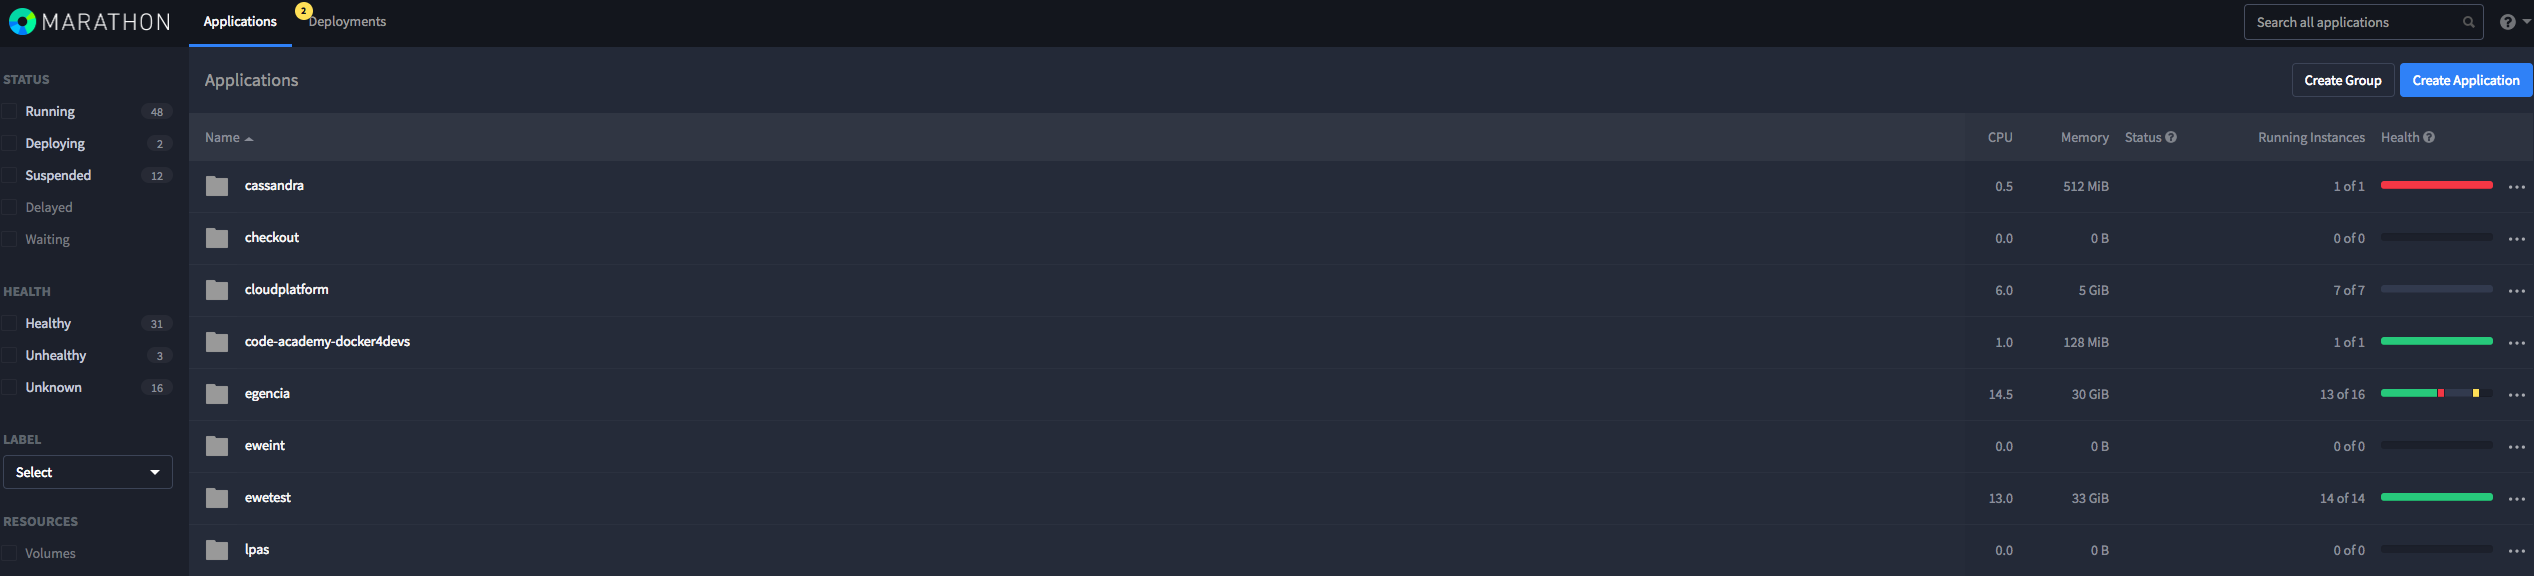 MARATHON Applications 2 Deployments Search all applications
STATUS
Running 48
Deploying 2
Suspended 12
Delayed
Waiting
HEALTH
Healthy 31
Unhealthy 3
Unknown 16
LABEL
Select
RESOURCES
Volumes
Applications Create Group Create Application
Name CPU Memory Status Running Instances Health
cassandra 0.5 512 MiB 1 of 1
checkout 0.0 0 B 0 of 0
cloudplatform 6.0 5 GiB 7 of 7
code-academy-docker4devs 1.0 128 MiB 1 of 1
egencia 14.5 30 GiB 13 of 16
eweint 0.0 0 B 0 of 0
ewetest 13.0 33 GiB 14 of 14
lpas 0.0 0 B 0 of 0